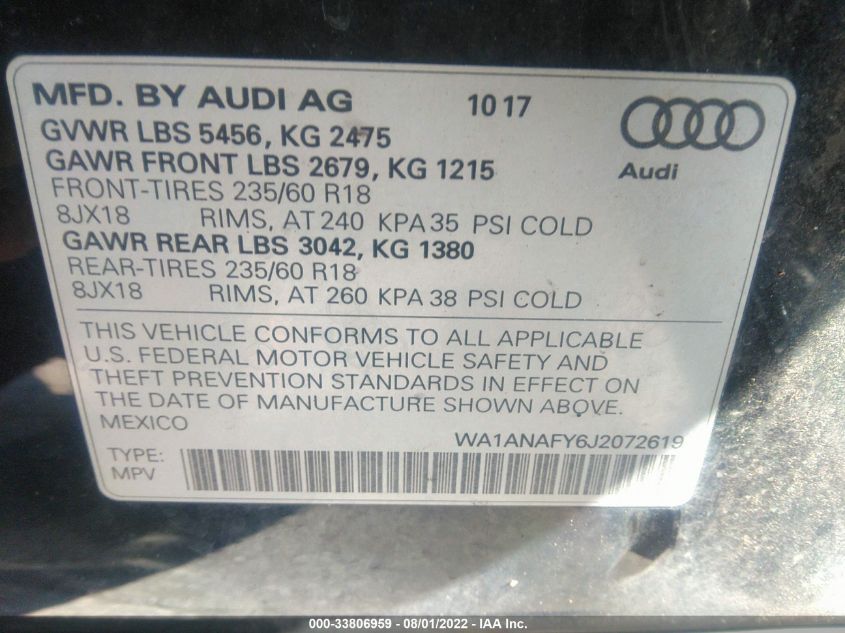 MFD. BY AUDI AG 10 17
GVWR LBS 5456, KG 2475
GAWR FRONT LBS 2679, KG 1215
Audi
FRONT-TIRES 235/60 R18
8JX18 RIMS, AT 240 KPA 35 PSI COLD
GAWR REAR LBS 3042, KG 1380
REAR-TIRES 235/60 R18
8JX18 RIMS, AT 260 KPA 38 PSI COLD
THIS VEHICLE CONFORMS TO ALL APPLICABLE
U.S. FEDERAL MOTOR VEHICLE SAFETY AND
THEFT PREVENTION STANDARDS IN EFFECT ON
THE DATE OF MANUFACTURE SHOWN ABOVE.
MEXICO
WA1ANAFY6J2072619
TYPE:
MPV
000-33806959 - 08/01/2022 - IAA Inc.